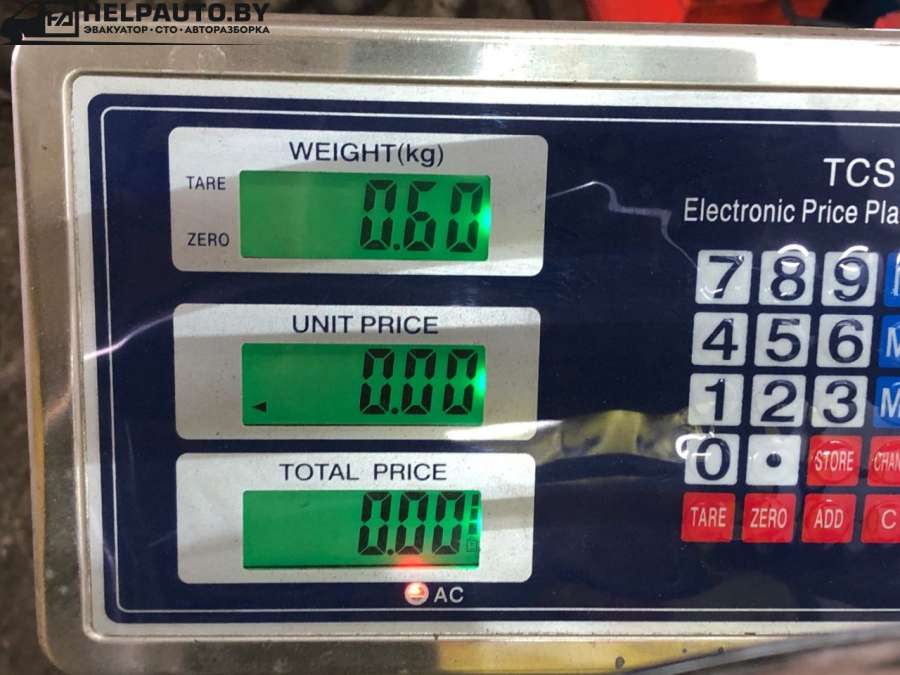 HELPAUTO.BY
ЭВАКУАТОР • СТО • АВТОРАЗБОРКА
WEIGHT(kg)
TARE
0.60
ZERO
UNIT PRICE
0.00
TOTAL PRICE
0.00
AC
TCS
Electronic Price
7 8 9
4 5 6 M
1 2 3 M
0 • STORE
TARE ZERO ADD C